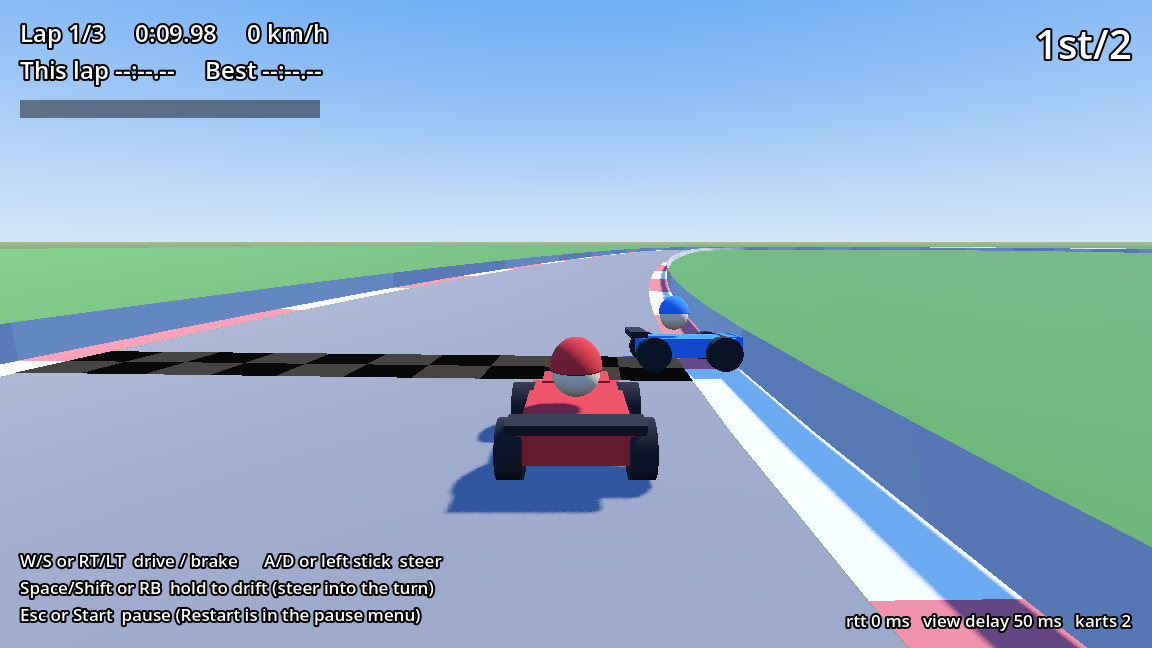 Lap 1/3 0:09.98 0 km/h
This lap --:--.-- Best --:--.--
1st/2
W/S or RT/LT drive / brake A/D or left stick steer
Space/Shift or RB hold to drift (steer into the turn)
Esc or Start pause (Restart is in the pause menu)
rtt 0 ms view delay 50 ms karts 2